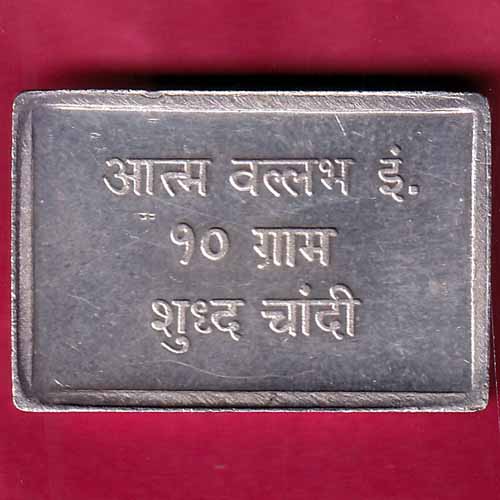 आत्म वल्लभ इं.
१० ग्राम
शुध्द चांदी